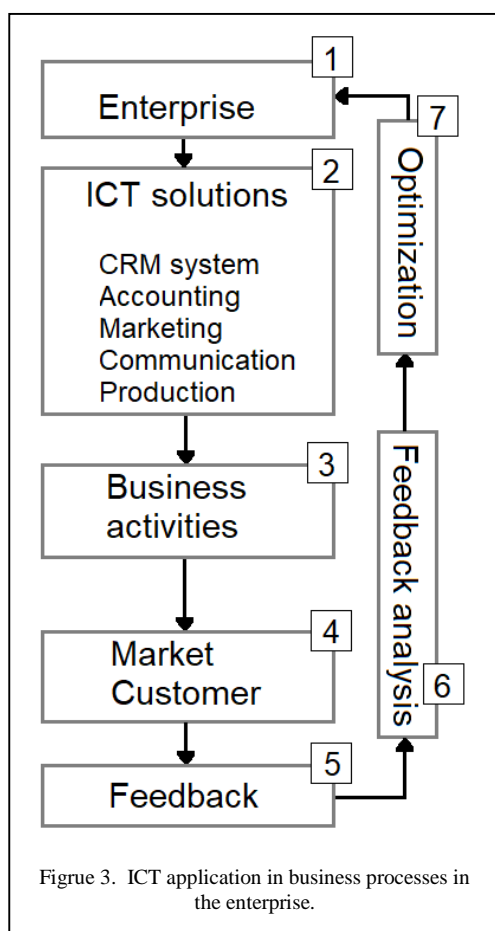 1
Enterprise
2
ICT solutions
CRM system
Accounting
Marketing
Communication
Production
3
Business
activities
4
Market
Customer
5
Feedback
6
Feedback analysis
7
Optimization
Figrue 3. ICT application in business processes in
the enterprise.